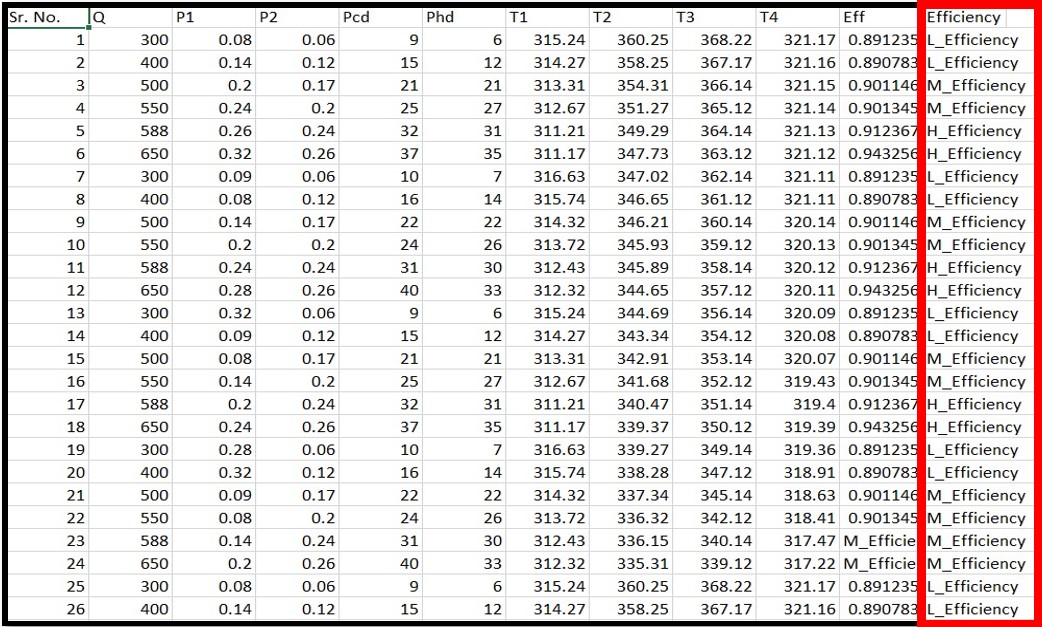 Sr. No. Q P1 P2 Pcd Phd T1 T2 T3 T4 Eff Efficiency
1 300 0.08 0.06 9 6 315.24 360.25 368.22 321.17 0.891235 L_Efficiency
2 400 0.14 0.12 15 12 314.27 358.25 367.17 321.16 0.890783 L_Efficiency
3 500 0.2 0.17 21 21 313.31 354.31 366.14 321.15 0.901146 M_Efficiency
4 550 0.24 0.2 25 27 312.67 351.27 365.12 321.14 0.901345 M_Efficiency
5 588 0.26 0.24 32 31 311.21 349.29 364.14 321.13 0.912367 H_Efficiency
6 650 0.32 0.26 37 35 311.17 347.73 363.12 321.12 0.943256 H_Efficiency
7 300 0.09 0.06 10 7 316.63 347.02 362.14 321.11 0.891235 L_Efficiency
8 400 0.08 0.12 16 14 315.74 346.65 361.12 321.11 0.890783 L_Efficiency
9 500 0.14 0.17 22 22 314.32 346.21 360.14 320.14 0.901146 M_Efficiency
10 550 0.2 0.2 24 26 313.72 345.93 359.12 320.13 0.901345 M_Efficiency
11 588 0.24 0.24 31 30 312.43 345.89 358.14 320.12 0.912367 H_Efficiency
12 650 0.28 0.26 40 33 312.32 344.65 357.12 320.11 0.943256 H_Efficiency
13 300 0.32 0.06 9 6 315.24 344.69 356.14 320.09 0.891235 L_Efficiency
14 400 0.09 0.12 15 12 314.27 343.34 354.12 320.08 0.890783 L_Efficiency
15 500 0.08 0.17 21 21 313.31 342.91 353.14 320.07 0.901146 M_Efficiency
16 550 0.14 0.2 25 27 312.67 341.68 352.12 319.43 0.901345 M_Efficiency
17 588 0.2 0.24 32 31 311.21 340.47 351.14 319.4 0.912367 H_Efficiency
18 650 0.24 0.26 37 35 311.17 339.37 350.12 319.39 0.943256 H_Efficiency
19 300 0.28 0.06 10 7 316.63 339.27 349.14 319.36 0.891235 L_Efficiency
20 400 0.32 0.12 16 14 315.74 338.28 347.12 318.91 0.890783 L_Efficiency
21 500 0.09 0.17 22 22 314.32 337.34 345.14 318.63 0.901146 M_Efficiency
22 550 0.08 0.2 24 26 313.72 336.32 342.12 318.41 0.901345 M_Efficiency
23 588 0.14 0.24 31 30 312.43 336.15 340.14 317.47 M_Efficie M_Efficiency
24 650 0.2 0.26 40 33 312.32 335.31 339.12 317.22 M_Efficie M_Efficiency
25 300 0.08 0.06 9 6 315.24 360.25 368.22 321.17 0.891235 L_Efficiency
26 400 0.14 0.12 15 12 314.27 358.25 367.17 321.16 0.890783 L_Efficiency